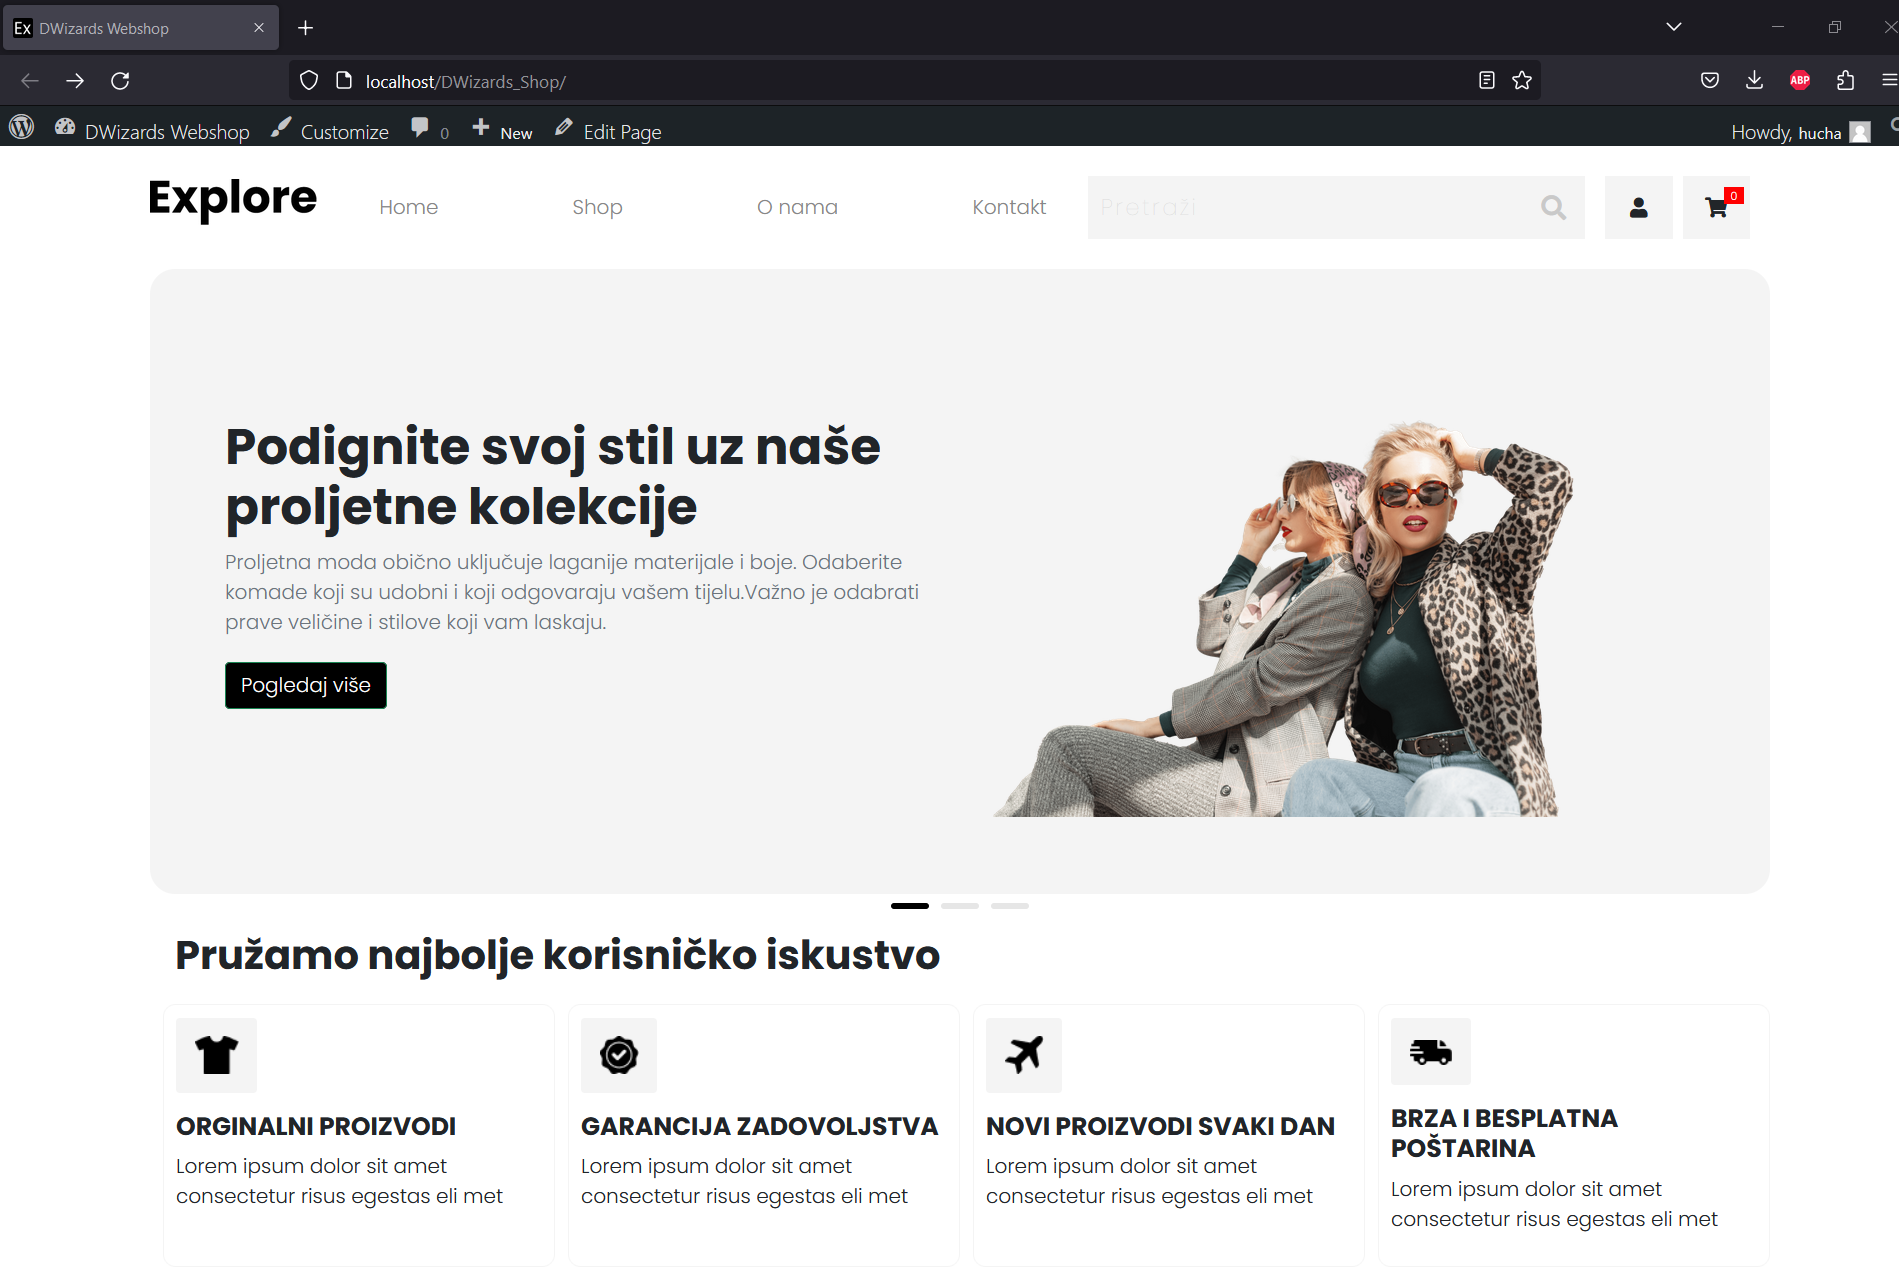 Ex DWizards Webshop
localhost/DWizards_Shop/
ABP
DWizards Webshop Customize 0 New Edit Page Howdy, hucha
Explore Home Shop O nama Kontakt Pretraži 0
Podignite svoj stil uz naše
proljetne kolekcije
Proljetna moda obično uključuje laganije materijale i boje. Odaberite
komade koji su udobni i koji odgovaraju vašem tijelu.Važno je odabrati
prave veličine i stilove koji vam laskaju.
Pogledaj više
Pružamo najbolje korisničko iskustvo
ORGINALNI PROIZVODI
Lorem ipsum dolor sit amet
consectetur risus egestas eli met
GARANCIJA ZADOVOLJSTVA
Lorem ipsum dolor sit amet
consectetur risus egestas eli met
NOVI PROIZVODI SVAKI DAN
Lorem ipsum dolor sit amet
consectetur risus egestas eli met
BRZA I BESPLATNA
POŠTARINA
Lorem ipsum dolor sit amet
consectetur risus egestas eli met